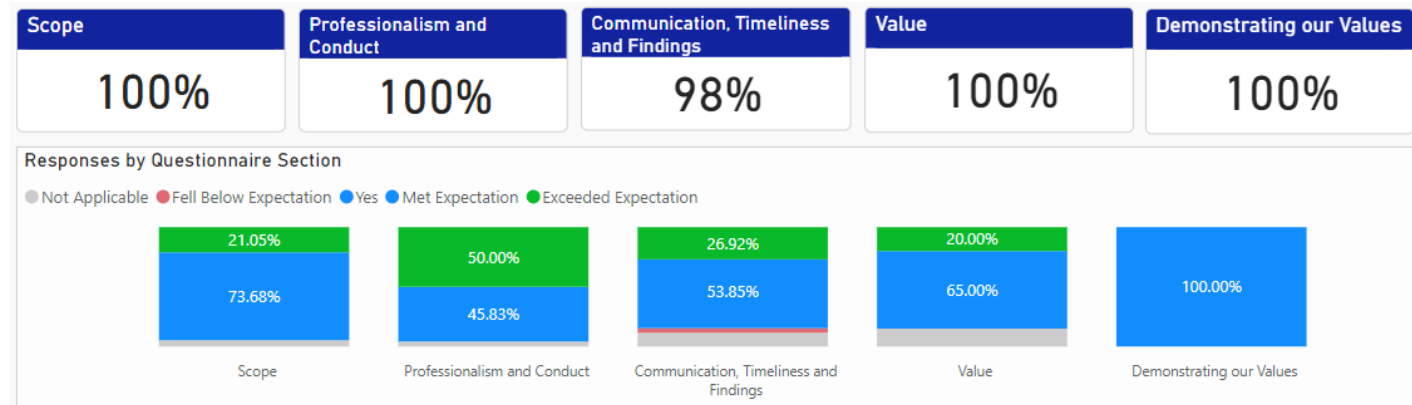 Scope
Professionalism and
Conduct
Communication, Timeliness
and Findings
Value
Demonstrating our Values
100%
100%
98%
100%
100%
Responses by Questionnaire Section
Not Applicable Fell Below Expectation Yes Met Expectation Exceeded Expectation
21.05%
73.68%
Scope
50.00%
45.83%
Professionalism and Conduct
26.92%
53.85%
Communication, Timeliness and
Findings
20.00%
65.00%
Value
100.00%
Demonstrating our Values